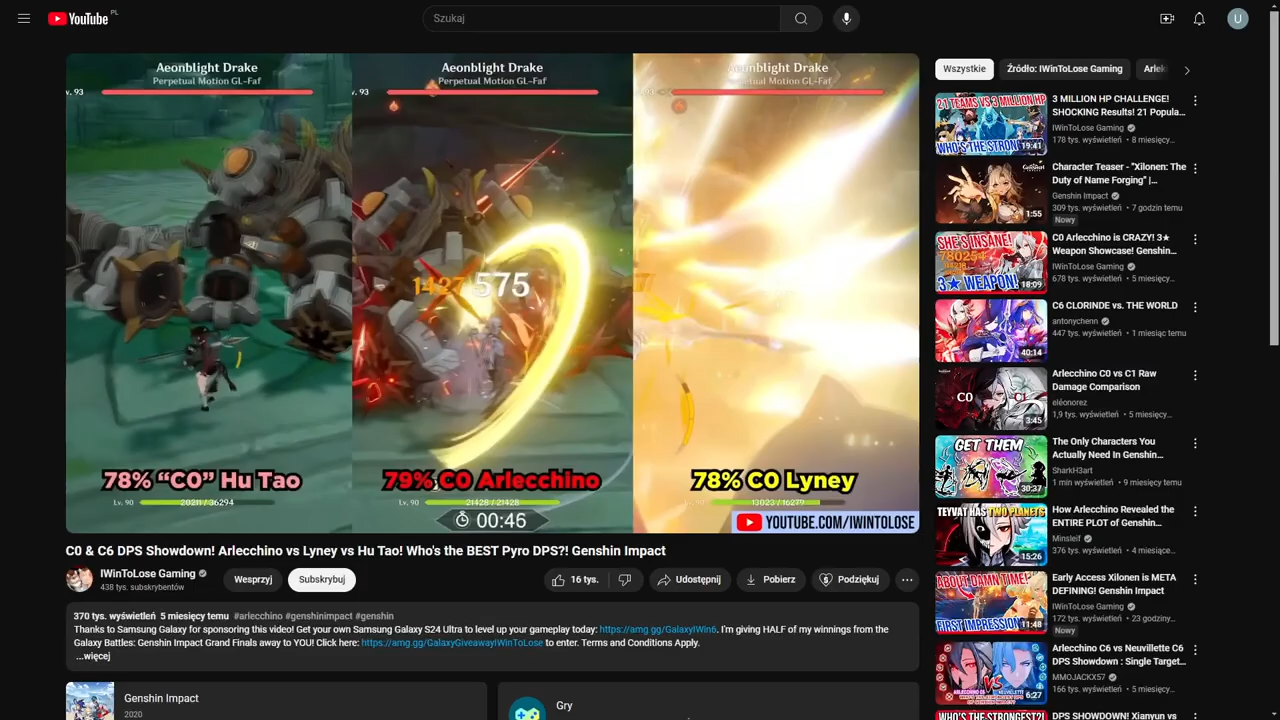 YouTube PL
Szukaj
U
Aeonblight Drake
Perpetual Motion GL-Faf
Lv. 93
78% “C0” Hu Tao
Lv. 90
20211 / 36294
Aeonblight Drake
Perpetual Motion GL-Faf
Lv. 93
1427
575
79% C0 Arlecchino
Lv. 90
21428 / 21428
00:46
Aeonblight Drake
Perpetual Motion GL-Faf
93
78% C0 Lyney
Lv. 90
13023 / 16279
YOUTUBE.COM/IWINTOLOSE
C0 & C6 DPS Showdown! Arlecchino vs Lyney vs Hu Tao! Who's the BEST Pyro DPS?! Genshin Impact
IWinToLose Gaming
438 tys. subskrybentów
Wesprzyj
Subskrybuj
16 tys.
Udostępnij
Pobierz
Podziękuj
370 tys. wyświetleń 5 miesięcy temu #arlecchino #genshinimpact #genshin
Thanks to Samsung Galaxy for sponsoring this video! Get your own Samsung Galaxy S24 Ultra to level up your gameplay today: https://amg.gg/GalaxyIWin6. I'm giving HALF of my winnings from the
Galaxy Battles: Genshin Impact Grand Finals away to YOU! Click here: https://amg.gg/GalaxyGiveawayIWinToLose to enter. Terms and Conditions Apply.
...więcej
Genshin Impact
2020
Gry
Wszystkie
Źródło: IWinToLose Gaming
Arlek
21 TEAMS VS 3 MILLION HP
WHO'S THE STRONG
19:41
3 MILLION HP CHALLENGE!
SHOCKING Results! 21 Popula...
IWinToLose Gaming
178 tys. wyświetleń • 8 miesięcy...
1:55
Character Teaser - "Xilonen: The
Duty of Name Forging" |...
Genshin Impact
309 tys. wyświetleń • 7 godzin temu
Nowy
SHE'S INSANE!
780254
3★ WEAPON!
18:09
C0 Arlecchino is CRAZY! 3★
Weapon Showcase! Genshin...
IWinToLose Gaming
678 tys. wyświetleń • 5 miesięcy...
40:14
C6 CLORINDE vs. THE WORLD
antonychenn
447 tys. wyświetleń • 1 miesiąc temu
C0
C1
3:45
Arlecchino C0 vs C1 Raw
Damage Comparison
eléonorez
1,9 tys. wyświetleń • 5 miesięcy...
GET THEM
30:37
The Only Characters You
Actually Need In Genshin...
SharkH3art
1 mln wyświetleń • 9 miesięcy temu
TEYVAT HAS TWO PLANETS
15:26
How Arlecchino Revealed the
ENTIRE PLOT of Genshin...
Minsleif
376 tys. wyświetleń • 4 miesiące...
ABOUT DAMN TIME!
FIRST IMPRESSION
11:48
Early Access Xilonen is META
DEFINING! Genshin Impact
IWinToLose Gaming
172 tys. wyświetleń • 23 godziny...
Nowy
VS
6:27
Arlecchino C6 vs Neuvillette C6
DPS Showdown : Single Target...
MMOJACKX57
166 tys. wyświetleń • 5 miesięcy...
WHO'S THE STRONGEST?!
DPS SHOWDOWN! Xianyun vs